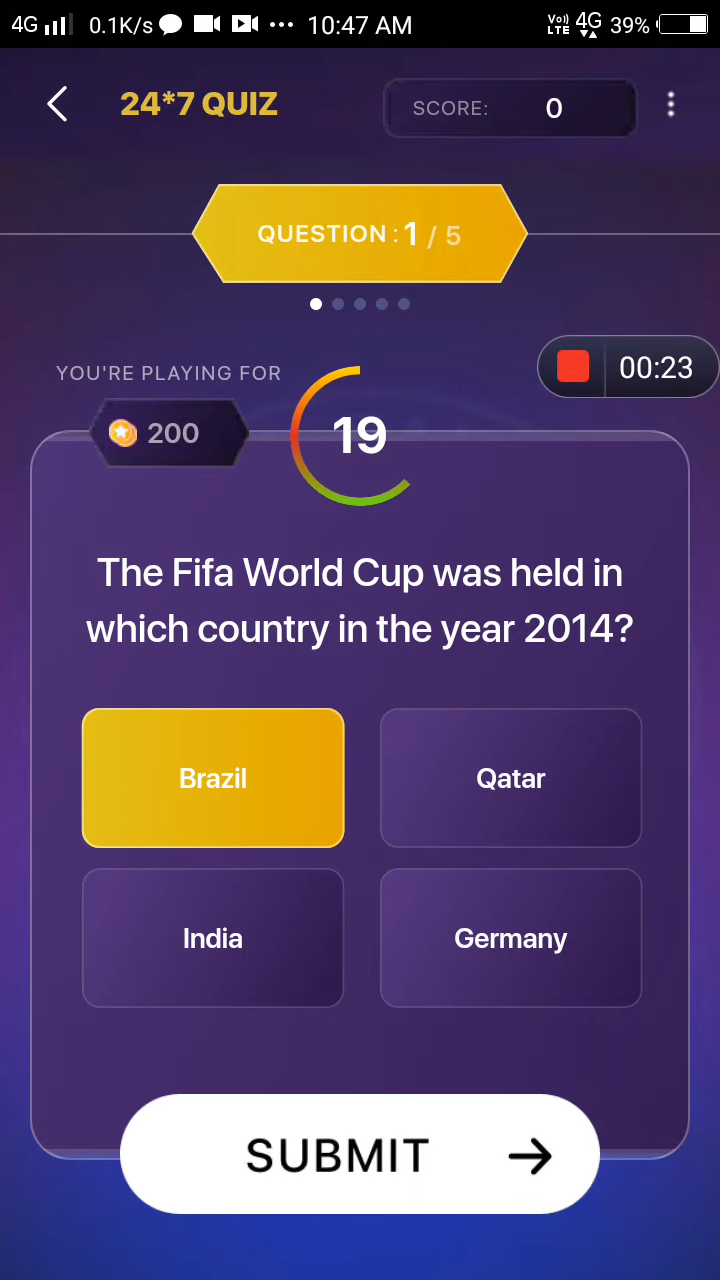 4G 0.1K/s 10:47 AM Vo)) LTE 4G 39%
24*7 QUIZ SCORE: 0
QUESTION : 1 / 5
YOU'RE PLAYING FOR
00:23
200
19
The Fifa World Cup was held in
which country in the year 2014?
Brazil Qatar
India Germany
SUBMIT